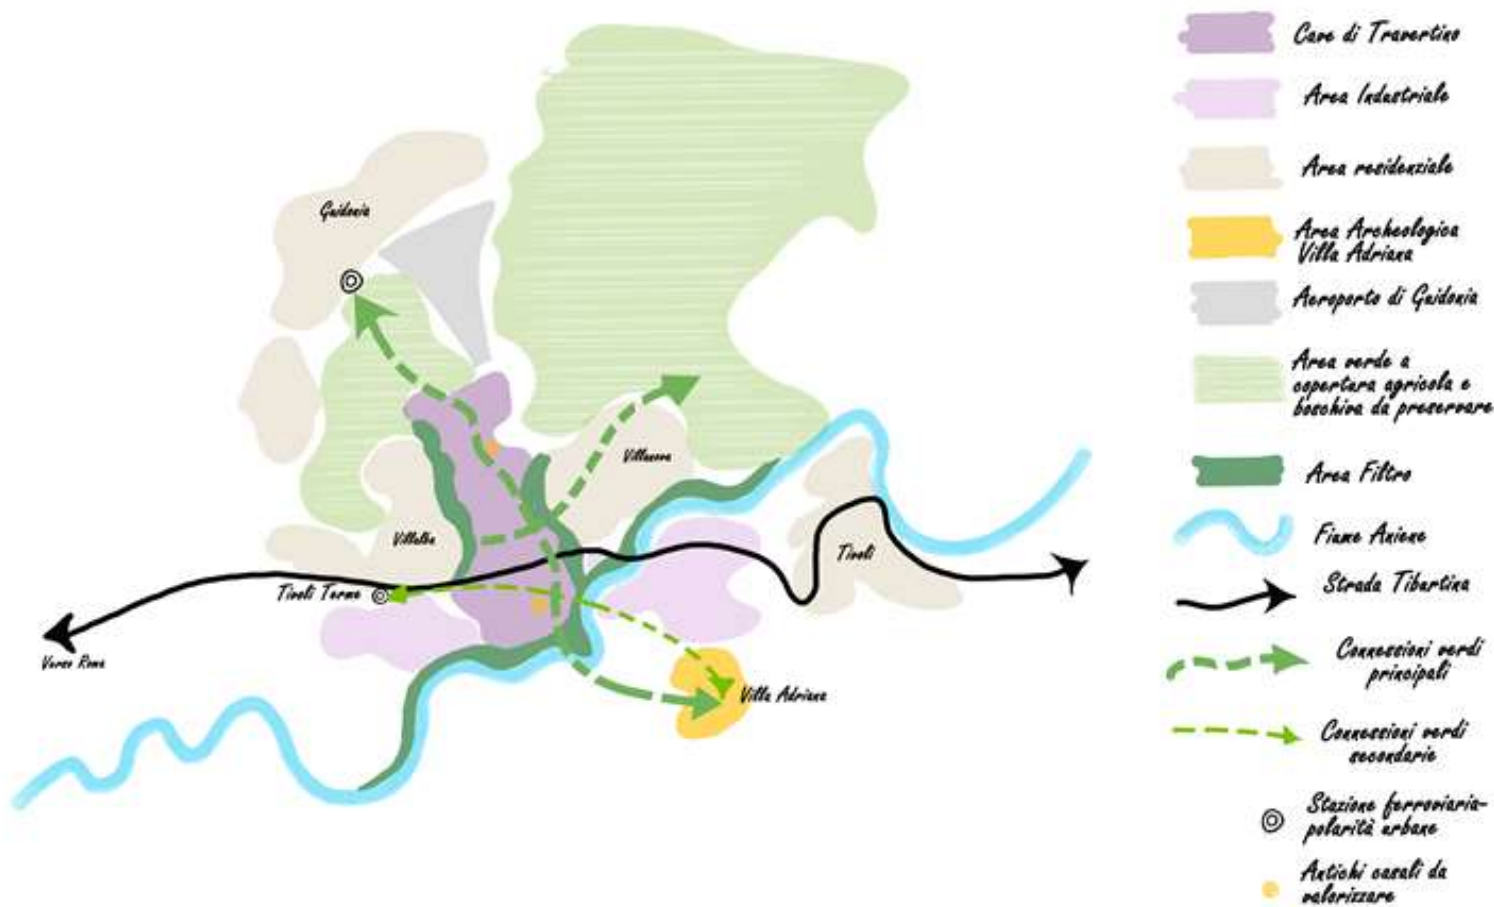 Guidonia
Villanova
Villalba
Tivoli
Tivoli Terme
Verso Roma
Villa Adriana
Cave di Travertino
Area Industriale
Area residenziale
Area Archeologica
Villa Adriana
Aeroporto di Guidonia
Area verde a
copertura agricola e
boschiva da preservare
Area Filtro
Fiume Aniene
Strada Tiburtina
Connessioni verdi
principali
Connessioni verdi
secondarie
Stazione ferroviaria-
polarità urbane
Antichi casali da
valorizzare